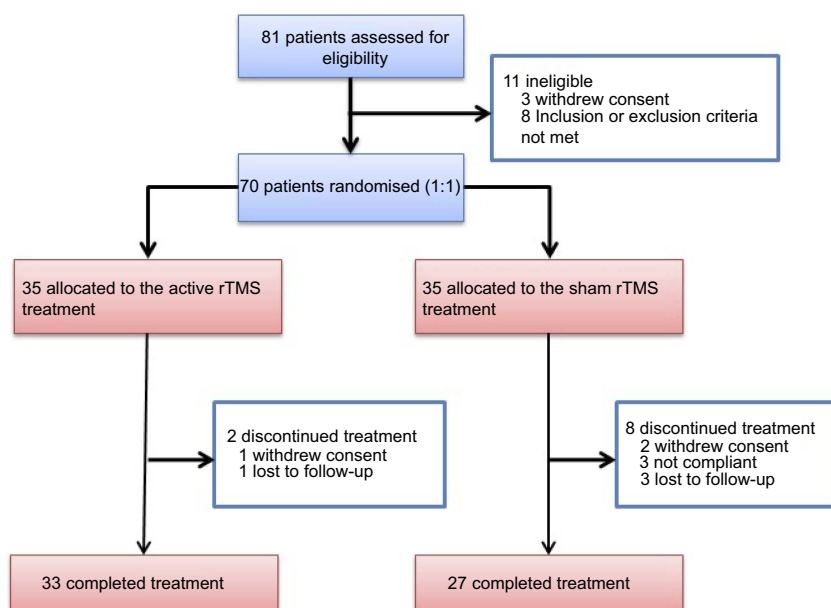 81 patients assessed for
eligibility
11 ineligible
3 withdrew consent
8 Inclusion or exclusion criteria
not met
70 patients randomised (1:1)
35 allocated to the active rTMS
treatment
35 allocated to the sham rTMS
treatment
2 discontinued treatment
1 withdrew consent
1 lost to follow-up
8 discontinued treatment
2 withdrew consent
3 not compliant
3 lost to follow-up
33 completed treatment
27 completed treatment